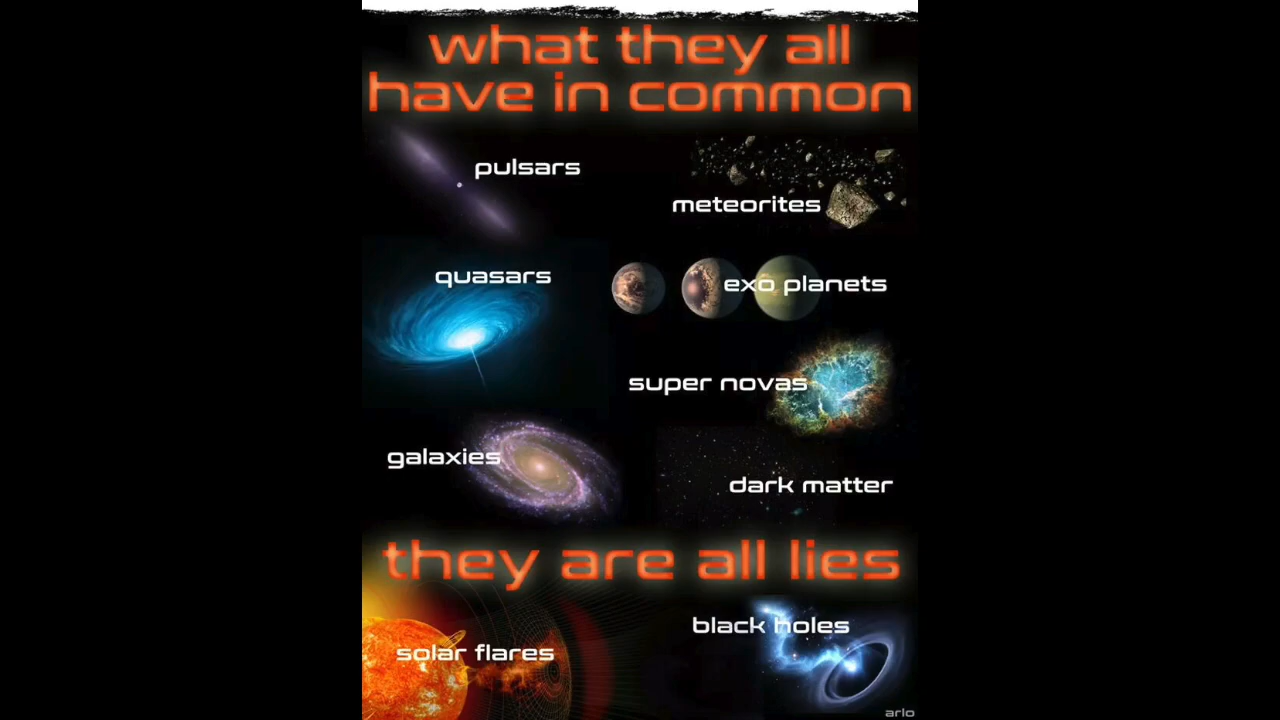 what they all
have in common
pulsars
meteorites
quasars
exo planets
super novas
galaxies
dark matter
they are all lies
black holes
solar flares
arlo